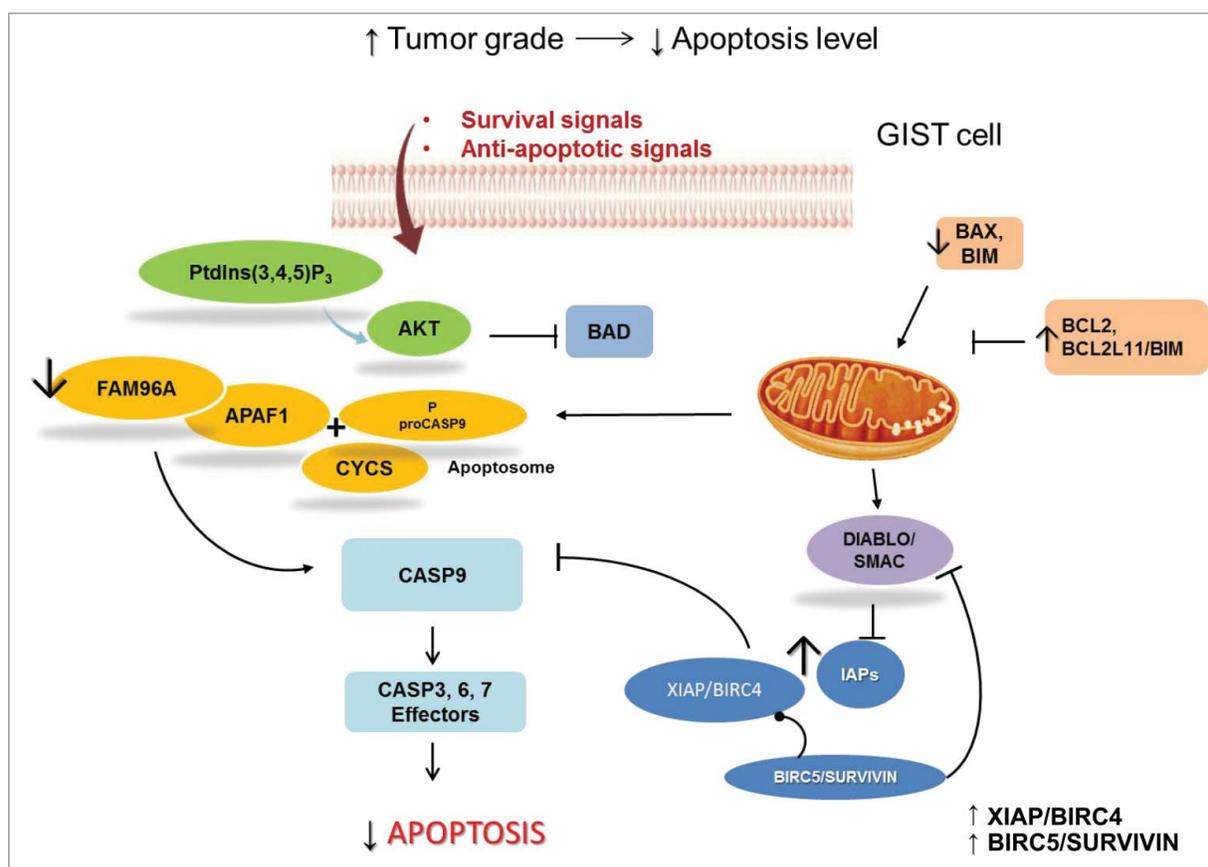 ↑ Tumor grade → ↓ Apoptosis level
• Survival signals
• Anti-apoptotic signals
GIST cell
↓ BAX,
BIM
PtdIns(3,4,5)P₃
AKT
BAD
↑ BCL2,
BCL2L11/BIM
↓ FAM96A
APAF1
+
P
proCASP9
CYCS
Apoptosome
DIABLO/
SMAC
CASP9
↑
IAPs
XIAP/BIRC4
CASP3, 6, 7
Effectors
BIRC5/SURVIVIN
↓ APOPTOSIS
↑ XIAP/BIRC4
↑ BIRC5/SURVIVIN